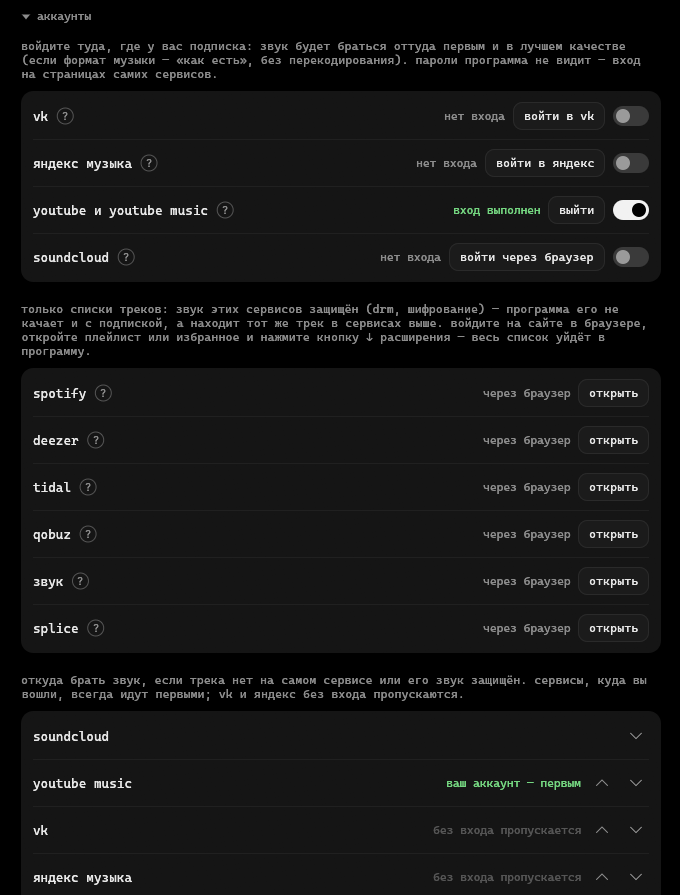 ▼ аккаунты
войдите туда, где у вас подписка: звук будет браться оттуда первым и в лучшем качестве
(если формат музыки — «как есть», без перекодирования). пароли программа не видит — вход
на страницах самих сервисов.
vk ? нет входа войти в vk
яндекс музыка ? нет входа войти в яндекс
youtube и youtube music ? вход выполнен выйти
soundcloud ? нет входа войти через браузер
только списки треков: звук этих сервисов защищён (drm, шифрование) — программа его не
качает и с подпиской, а находит тот же трек в сервисах выше. войдите на сайте в браузере,
откройте плейлист или избранное и нажмите кнопку ↓ расширения — весь список уйдёт в
программу.
spotify ? через браузер открыть
deezer ? через браузер открыть
tidal ? через браузер открыть
qobuz ? через браузер открыть
звук ? через браузер открыть
splice ? через браузер открыть
откуда брать звук, если трека нет на самом сервисе или его звук защищён. сервисы, куда вы
вошли, всегда идут первыми; vk и яндекс без входа пропускаются.
soundcloud
youtube music ваш аккаунт — первым
vk без входа пропускается
яндекс музыка без входа пропускается